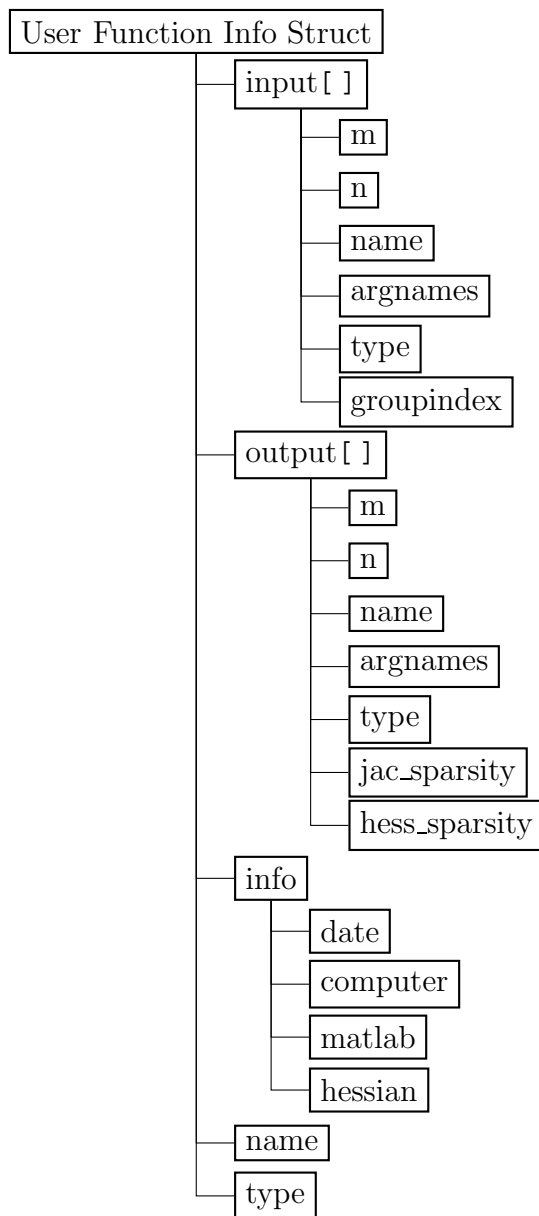 User Function Info Struct
input[ ]
m
n
name
argnames
type
groupindex
output[ ]
m
n
name
argnames
type
jac_sparsity
hess_sparsity
info
date
computer
matlab
hessian
name
type